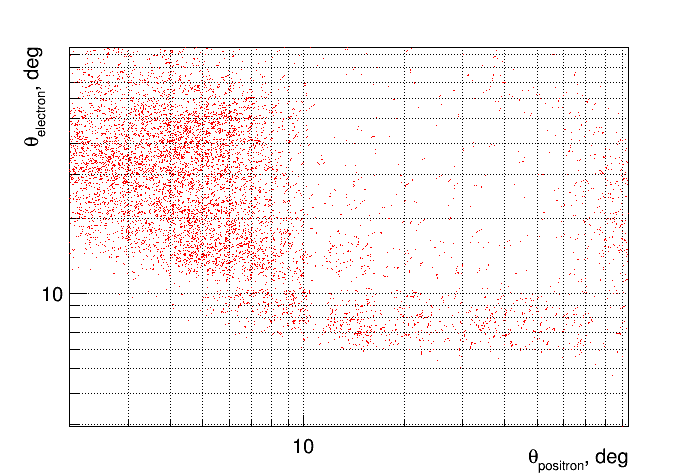 θelectron, deg
10
10
θpositron, deg